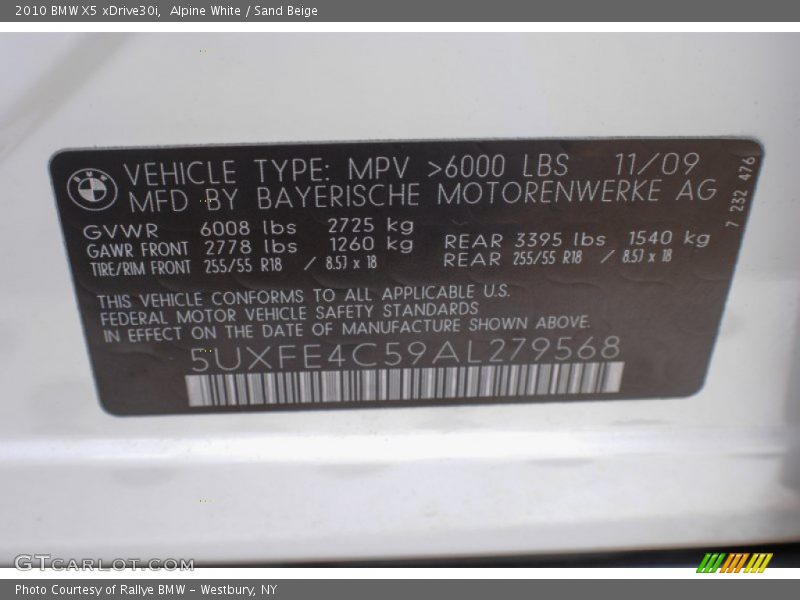 2010 BMW X5 xDrive30i,  Alpine White / Sand Beige
BMW
VEHICLE TYPE: MPV >6000 LBS 11/09
MFD BY BAYERISCHE MOTORENWERKE AG
GVWR 6008 lbs 2725 kg
GAWR FRONT 2778 lbs 1260 kg REAR 3395 lbs 1540 kg
TIRE/RIM FRONT 255/55 R18 / 8.5J x 18 REAR 255/55 R18 / 8.5J x 18
7 232 476
THIS VEHICLE CONFORMS TO ALL APPLICABLE U.S.
FEDERAL MOTOR VEHICLE SAFETY STANDARDS
IN EFFECT ON THE DATE OF MANUFACTURE SHOWN ABOVE.
5UXFE4C59AL279568
GTCARLOT.COM
Photo Courtesy of Rallye BMW - Westbury, NY